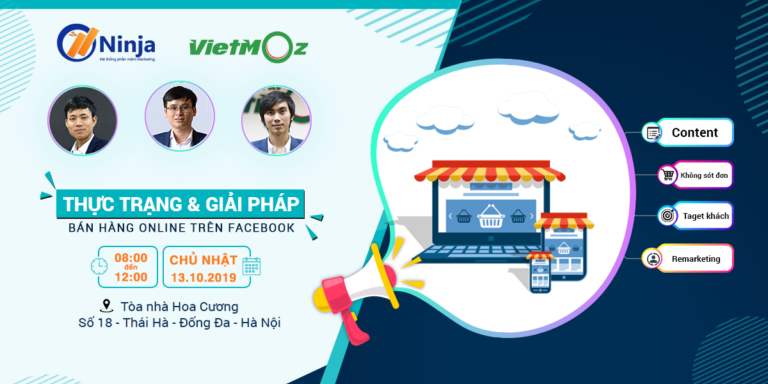 Ninja
Hệ thống phần mềm Marketing
VietMoz
THỰC TRẠNG & GIẢI PHÁP
BÁN HÀNG ONLINE TRÊN FACEBOOK
08:00
đến
12:00
CHỦ NHẬT
13.10.2019
Tòa nhà Hoa Cương
Số 18 - Thái Hà - Đống Đa - Hà Nội
Content
Không sót đơn
Taget khách
Remarketing